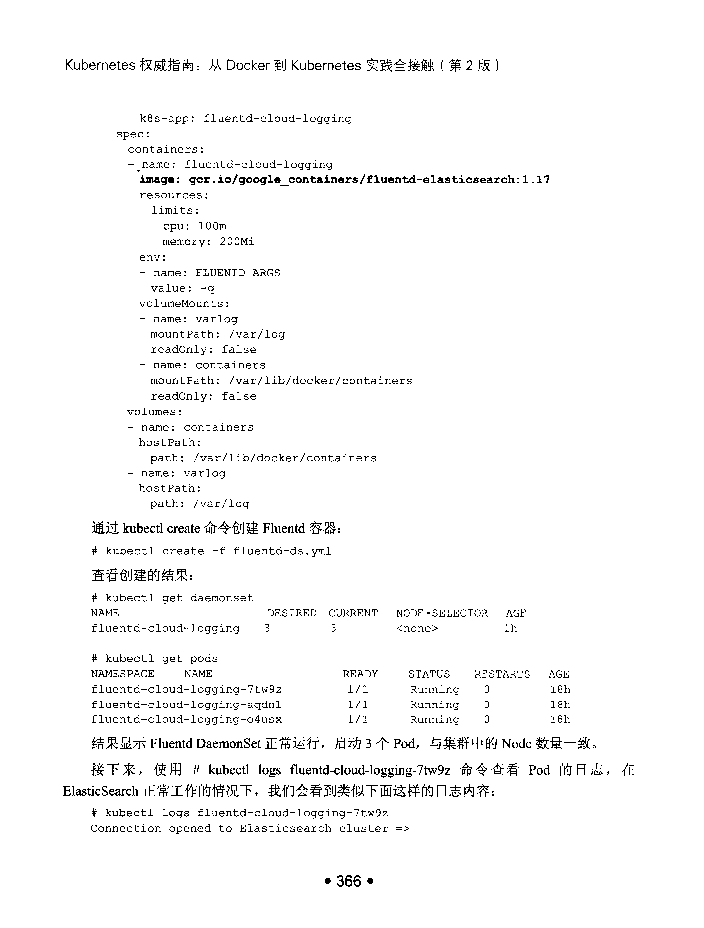 Kubernetes 权威指南：从 Docker 到 Kubernetes 实践全接触（第 2 版）
k8s-app: fluentd-cloud-logging
spec:
containers:
- name: fluentd-cloud-logging
image: gcr.io/google_containers/fluentd-elasticsearch:1.17
resources:
limits:
cpu: 100m
memory: 200Mi
env:
- name: FLUENTD_ARGS
value: -q
volumeMounts:
- name: varlog
mountPath: /var/log
readOnly: false
- name: containers
mountPath: /var/lib/docker/containers
readOnly: false
volumes:
- name: containers
hostPath:
path: /var/lib/docker/containers
- name: varlog
hostPath:
path: /var/log
通过 kubectl create 命令创建 Fluentd 容器：
# kubectl create -f fluentd-ds.yml
查看创建的结果：
# kubectl get daemonset
NAME DESIRED CURRENT NODE-SELECTOR AGE
fluentd-cloud-logging 3 3 <none> 1h
# kubectl get pods
NAMESPACE NAME READY STATUS RESTARTS AGE
fluentd-cloud-logging-7tw9z 1/1 Running 0 18h
fluentd-cloud-logging-aqdn1 1/1 Running 0 18h
fluentd-cloud-logging-o4usx 1/1 Running 0 18h
结果显示 Fluentd DaemonSet 正常运行，启动 3 个 Pod，与集群中的 Node 数量一致。
接下来，使用 # kubectl logs fluentd-cloud-logging-7tw9z 命令查看 Pod 的日志，在
ElasticSearch 正常工作的情况下，我们会看到类似下面这样的日志内容：
# kubectl logs fluentd-cloud-logging-7tw9z
Connection opened to Elasticsearch cluster =>
• 366 •